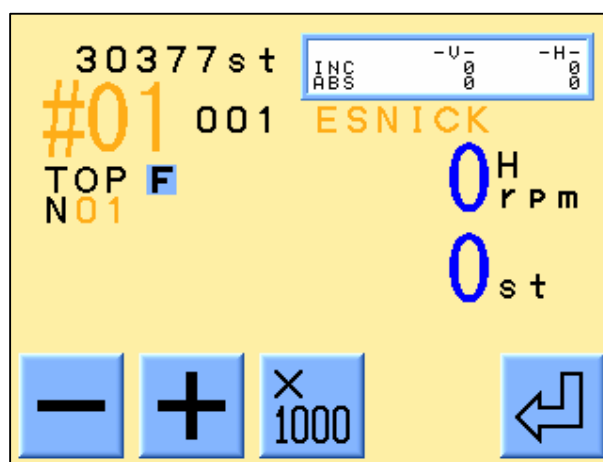 30377st
-V- -H-
INC 0 0
ABS 0 0
#01 001 ESNICK
TOP F
N01
0 H rpm
0 st
− +
×
1000